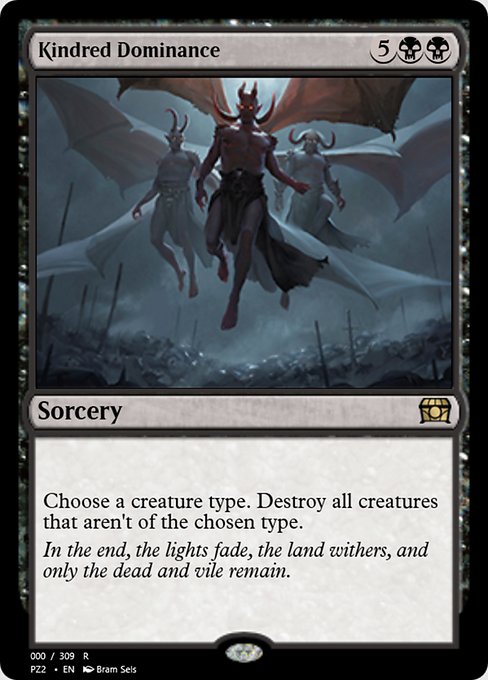 Kindred Dominance 5
Sorcery
Choose a creature type. Destroy all creatures
that aren't of the chosen type.
In the end, the lights fade, the land withers, and
only the dead and vile remain.
000 / 309 R
PZ2 • EN Bram Sels